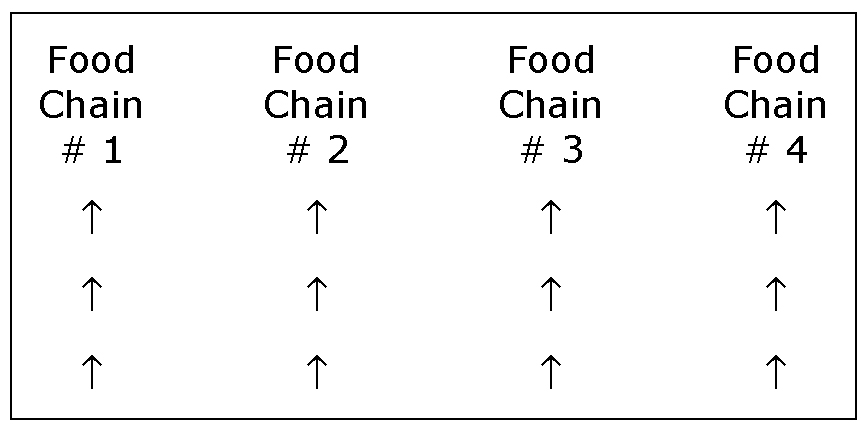 Food Food Food Food
Chain Chain Chain Chain
# 1 # 2 # 3 # 4
↑ ↑ ↑ ↑
↑ ↑ ↑ ↑
↑ ↑ ↑ ↑